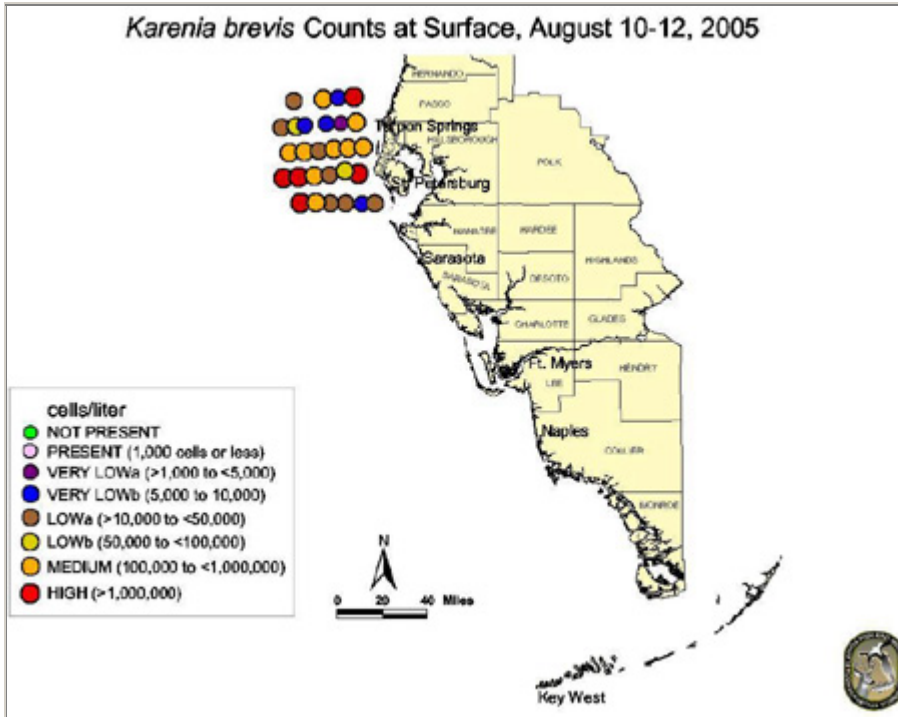 Karenia brevis Counts at Surface, August 10-12, 2005
HERNANDO
PASCO
Tarpon Springs
HILLSBOROUGH
POLK
St. Petersburg
MANATEE
HARDEE
Sarasota
HIGHLANDS
SARASOTA
DESOTO
CHARLOTTE
GLADES
Ft. Myers
HENDRY
LEE
Naples
COLLIER
MONROE
cells/liter
NOT PRESENT
PRESENT (1,000 cells or less)
VERY LOWa (>1,000 to <5,000)
VERY LOWb (5,000 to 10,000)
LOWa (>10,000 to <50,000)
LOWb (50,000 to <100,000)
MEDIUM (100,000 to <1,000,000)
HIGH (>1,000,000)
N
0 20 40 Miles
Key West